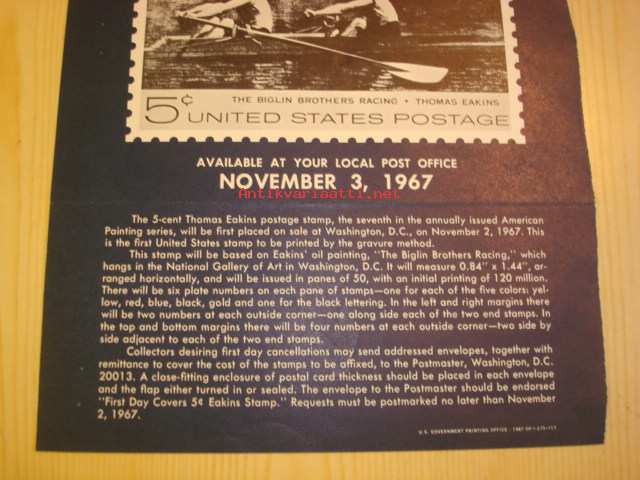 5¢ THE BIGLIN BROTHERS RACING • THOMAS EAKINS
UNITED STATES POSTAGE
AVAILABLE AT YOUR LOCAL POST OFFICE
NOVEMBER 3, 1967
Antikvariaatti.net
The 5-cent Thomas Eakins postage stamp, the seventh in the annually issued American
Painting series, will be first placed on sale at Washington, D.C., on November 2, 1967. This
is the first United States stamp to be printed by the gravure method.
This stamp will be based on Eakins' oil painting, "The Biglin Brothers Racing," which
hangs in the National Gallery of Art in Washington, D.C. It will measure 0.84" x 1.44", ar-
ranged horizontally, and will be issued in panes of 50, with an initial printing of 120 million.
There will be six plate numbers on each pane of stamps—one for each of the five colors: yel-
low, red, blue, black, gold and one for the black lettering. In the left and right margins there
will be two numbers at each outside corner—one along side each of the two end stamps. In
the top and bottom margins there will be four numbers at each outside corner—two side by
side adjacent to each of the two end stamps.
Collectors desiring first day cancellations may send addressed envelopes, together with
remittance to cover the cost of the stamps to be affixed, to the Postmaster, Washington, D.C.
20013. A close-fitting enclosure of postal card thickness should be placed in each envelope
and the flap either turned in or sealed. The envelope to the Postmaster should be endorsed
"First Day Covers 5¢ Eakins Stamp." Requests must be postmarked no later than November
2, 1967.
U.S. GOVERNMENT PRINTING OFFICE : 1967